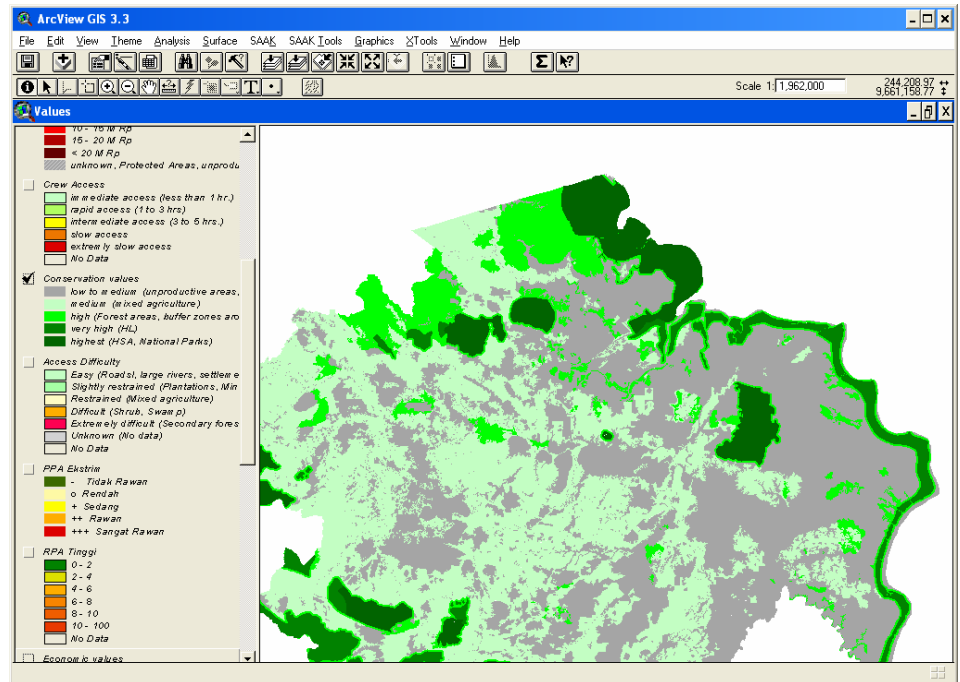 ArcView GIS 3.3
File Edit View Theme Analysis Surface SAAK SAAK Tools Graphics XTools Window Help
Scale 1: 1,962,000
244,208.97
9,661,158.77
Values
10 - 15 M Rp
15 - 20 M Rp
< 20 M Rp
unknown, Protected Areas, unprodu
Crew Access
immediate access (less than 1 hr.)
rapid access (1 to 3 hrs)
intermediate access (3 to 5 hrs.)
slow access
extremly slow access
No Data
Conservation values
low to medium (unproductive areas,
medium (mixed agriculture)
high (Forest areas, buffer zones aro
very high (HL)
highest (HSA, National Parks)
Access Difficulty
Easy (Roadsl, large rivers, settleme
Slightly restrained (Plantations, Min
Restrained (Mixed agriculture)
Difficult (Shrub, Swamp)
Extremely difficult (Secondary fores
Unknown (No data)
No Data
PPA Ekstrim
- Tidak Rawan
o Rendah
+ Sedang
++ Rawan
+++ Sangat Rawan
RPA Tinggi
0 - 2
2 - 4
4 - 6
6 - 8
8 - 10
10 - 100
No Data
Economic values